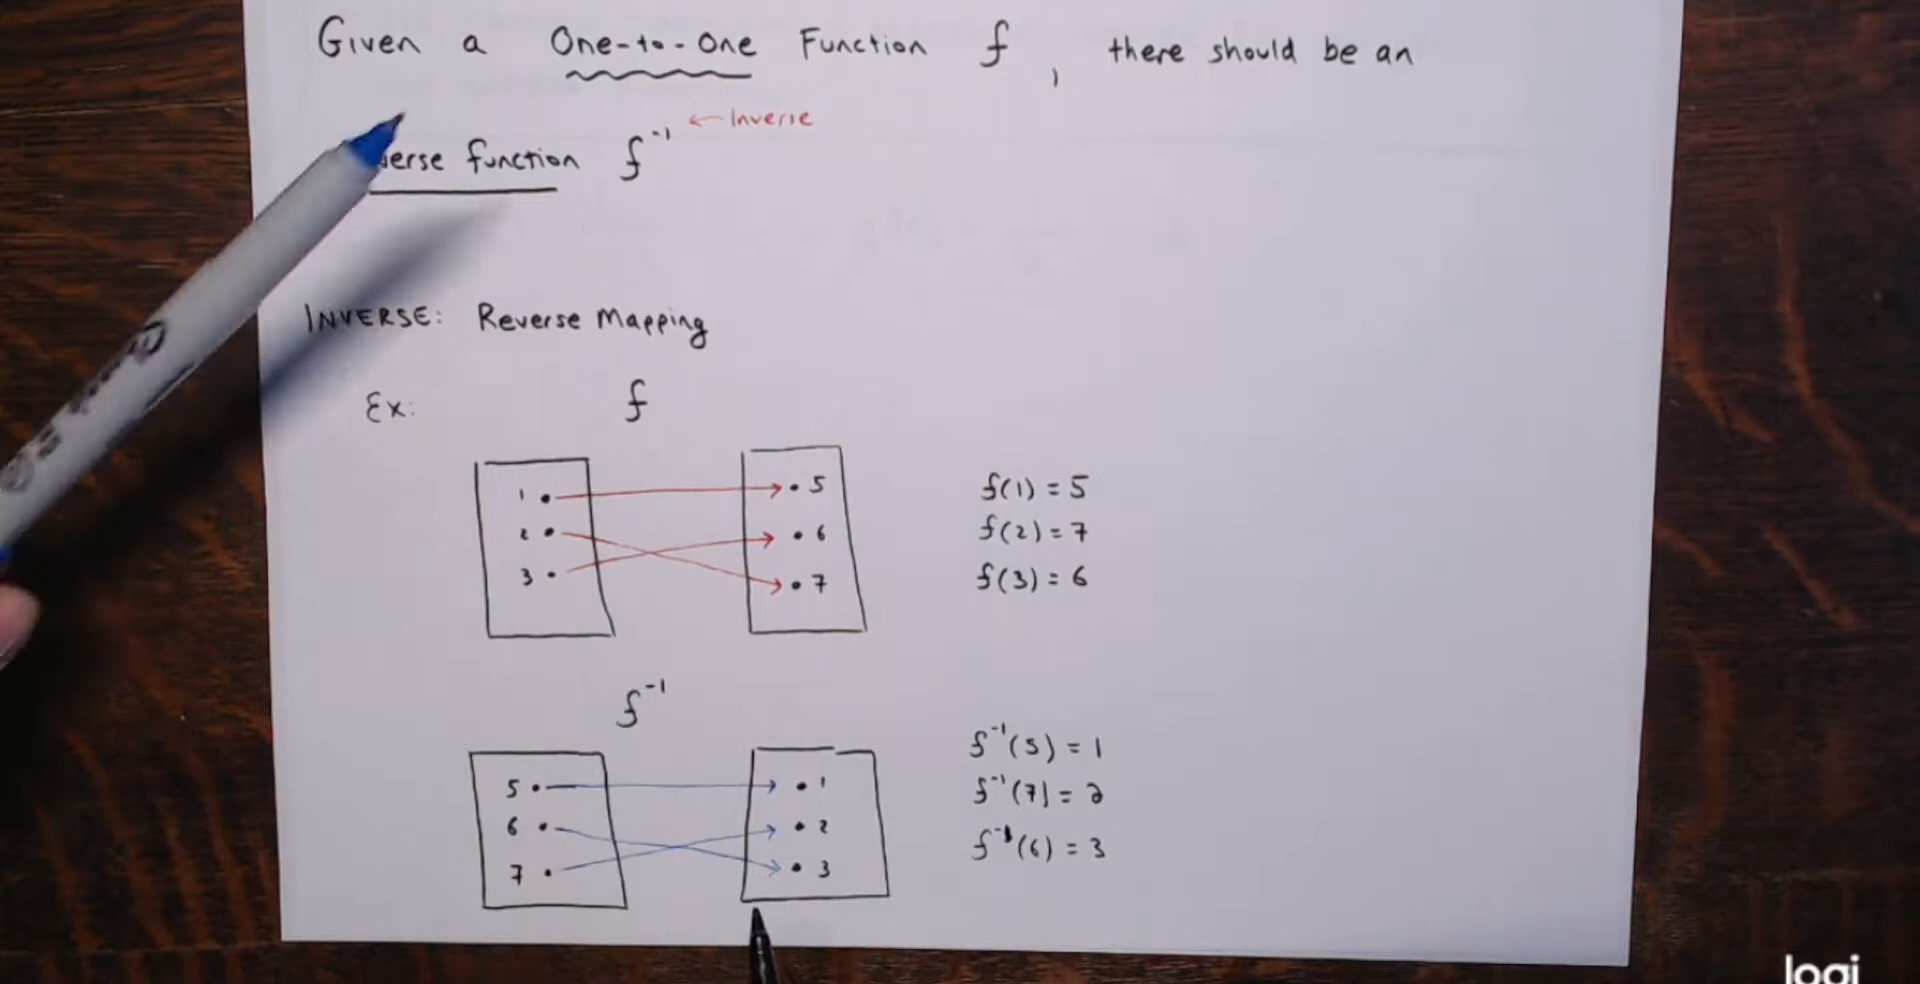 Given a One-to-One Function f, there should be an
verse function f⁻¹ ← Inverse
INVERSE: Reverse Mapping
Ex: f
1 5
2 6
3 7
f(1) = 5
f(2) = 7
f(3) = 6
f⁻¹
5 1
6 2
7 3
f⁻¹(5) = 1
f⁻¹(7) = 2
f⁻¹(6) = 3
logi